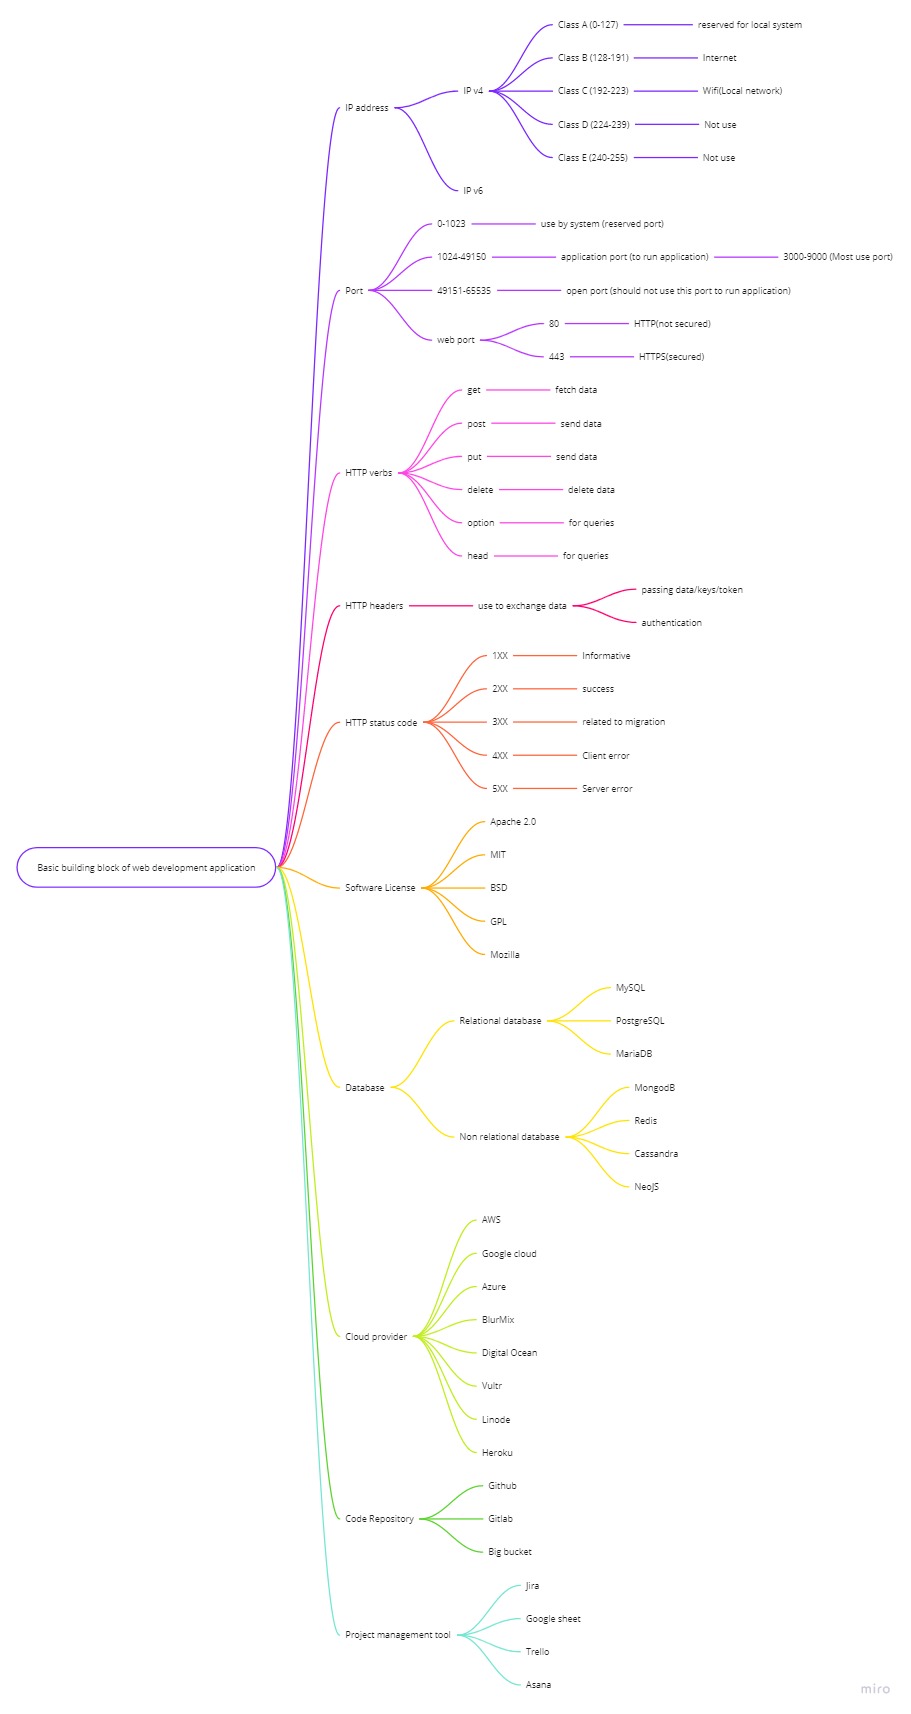 Basic building block of web development application
IP address
IP v4
Class A (0-127)
reserved for local system
Class B (128-191)
Internet
Class C (192-223)
Wifi(Local network)
Class D (224-239)
Not use
Class E (240-255)
Not use
IP v6
Port
0-1023
use by system (reserved port)
1024-49150
application port (to run application)
3000-9000 (Most use port)
49151-65535
open port (should not use this port to run application)
web port
80
HTTP(not secured)
443
HTTPS(secured)
HTTP verbs
get
fetch data
post
send data
put
send data
delete
delete data
option
for queries
head
for queries
HTTP headers
use to exchange data
passing data/keys/token
authentication
HTTP status code
1XX
Informative
2XX
success
3XX
related to migration
4XX
Client error
5XX
Server error
Software License
Apache 2.0
MIT
BSD
GPL
Mozilla
Database
Relational database
MySQL
PostgreSQL
MariaDB
Non relational database
MongodB
Redis
Cassandra
NeoJS
Cloud provider
AWS
Google cloud
Azure
BlurMix
Digital Ocean
Vultr
Linode
Heroku
Code Repository
Github
Gitlab
Big bucket
Project management tool
Jira
Google sheet
Trello
Asana
miro